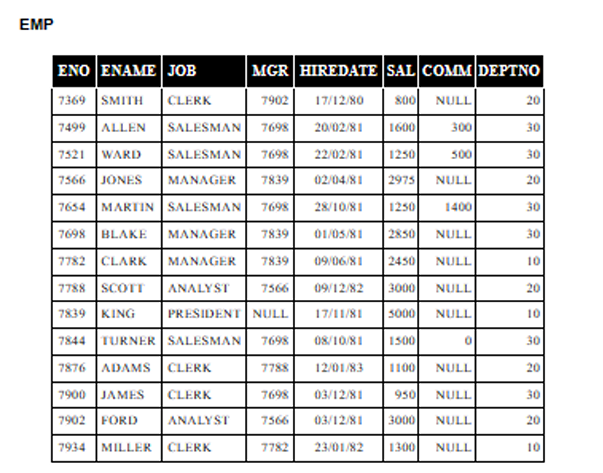 EMP
ENO ENAME JOB MGR HIREDATE SAL COMM DEPTNO
7369 SMITH CLERK 7902 17/12/80 800 NULL 20
7499 ALLEN SALESMAN 7698 20/02/81 1600 300 30
7521 WARD SALESMAN 7698 22/02/81 1250 500 30
7566 JONES MANAGER 7839 02/04/81 2975 NULL 20
7654 MARTIN SALESMAN 7698 28/10/81 1250 1400 30
7698 BLAKE MANAGER 7839 01/05/81 2850 NULL 30
7782 CLARK MANAGER 7839 09/06/81 2450 NULL 10
7788 SCOTT ANALYST 7566 09/12/82 3000 NULL 20
7839 KING PRESIDENT NULL 17/11/81 5000 NULL 10
7844 TURNER SALESMAN 7698 08/10/81 1500 0 30
7876 ADAMS CLERK 7788 12/01/83 1100 NULL 20
7900 JAMES CLERK 7698 03/12/81 950 NULL 30
7902 FORD ANALYST 7566 03/12/81 3000 NULL 20
7934 MILLER CLERK 7782 23/01/82 1300 NULL 10